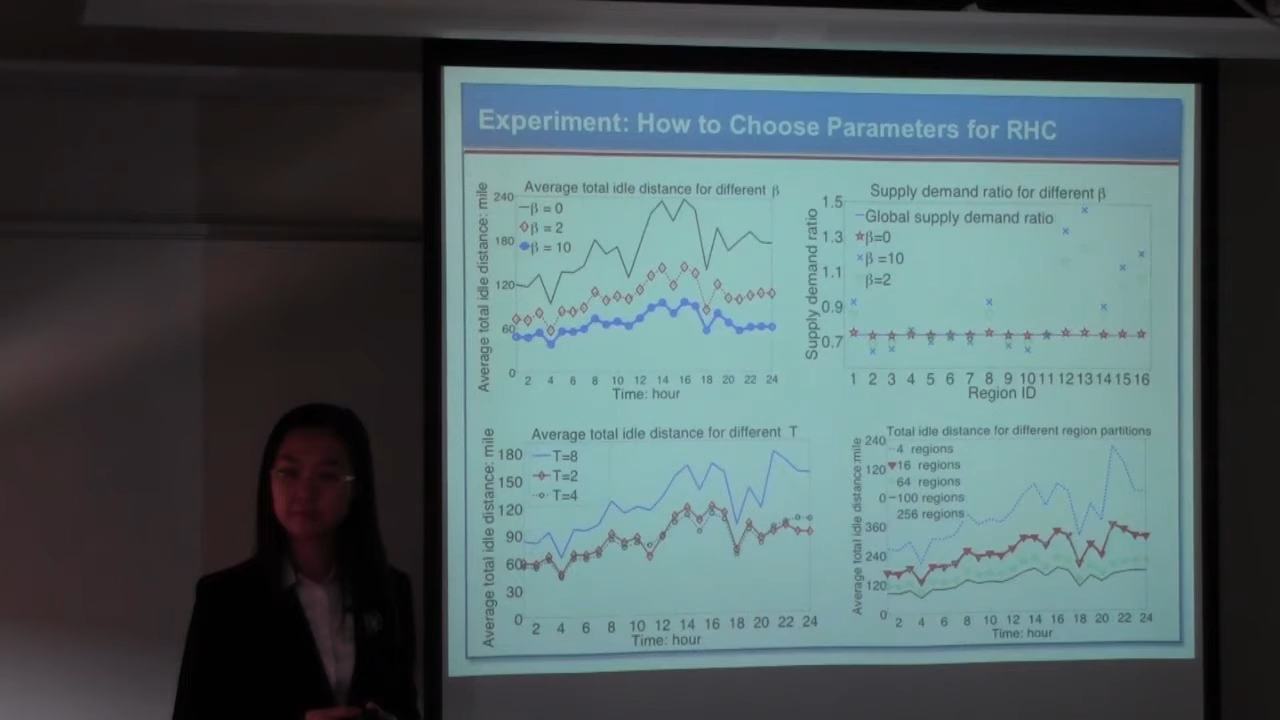 Experiment: How to Choose Parameters for RHC
Average total idle distance for different β
Average total idle distance: mile
240
180
120
60
0
β = 0
β = 2
β = 10
2 4 6 8 10 12 14 16 18 20 22 24
Time: hour
Supply demand ratio for different β
Supply demand ratio
1.5
1.3
1.1
0.9
0.7
Global supply demand ratio
β=0
β =10
β=2
1 2 3 4 5 6 7 8 9 10 11 12 13 14 15 16
Region ID
Average total idle distance for different T
Average total idle distance: mile
180
150
120
90
60
30
0
T=8
T=2
T=4
2 4 6 8 10 12 14 16 18 20 22 24
Time: hour
Total idle distance for different region partitions
Average total idle distance:mile
240
120
0
360
240
120
0
4 regions
16 regions
64 regions
100 regions
256 regions
2 4 6 8 10 12 14 16 18 20 22 24
Time: hour